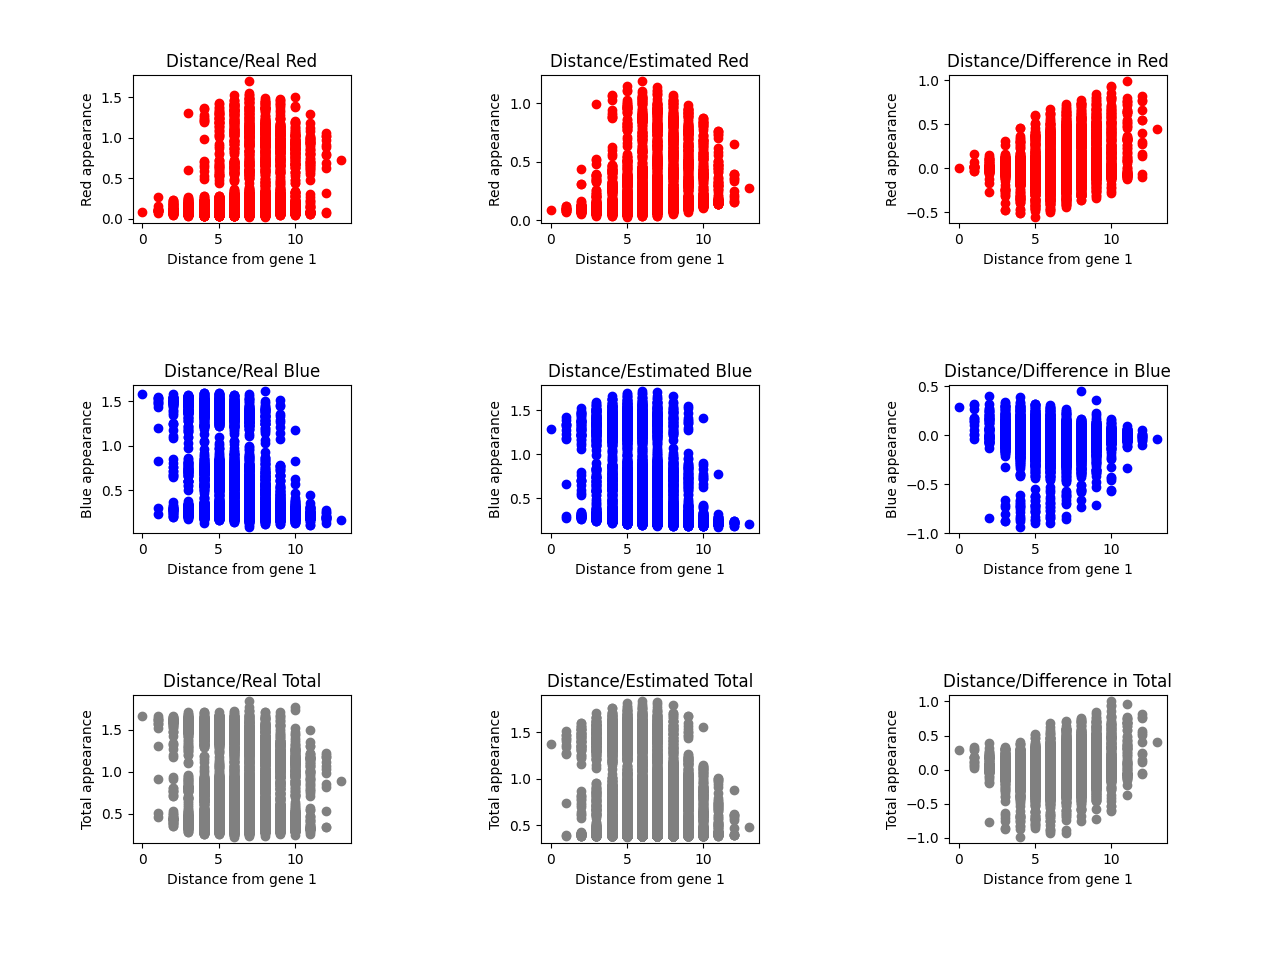 Distance/Real Red
Red appearance
1.5
1.0
0.5
0.0
0 5 10
Distance from gene 1
Distance/Estimated Red
Red appearance
1.0
0.5
0.0
0 5 10
Distance from gene 1
Distance/Difference in Red
Red appearance
1.0
0.5
0.0
−0.5
0 5 10
Distance from gene 1
Distance/Real Blue
Blue appearance
1.5
1.0
0.5
0 5 10
Distance from gene 1
Distance/Estimated Blue
Blue appearance
1.5
1.0
0.5
0 5 10
Distance from gene 1
Distance/Difference in Blue
Blue appearance
0.5
0.0
−0.5
−1.0
0 5 10
Distance from gene 1
Distance/Real Total
Total appearance
1.5
1.0
0.5
0 5 10
Distance from gene 1
Distance/Estimated Total
Total appearance
1.5
1.0
0.5
0 5 10
Distance from gene 1
Distance/Difference in Total
Total appearance
1.0
0.5
0.0
−0.5
−1.0
0 5 10
Distance from gene 1